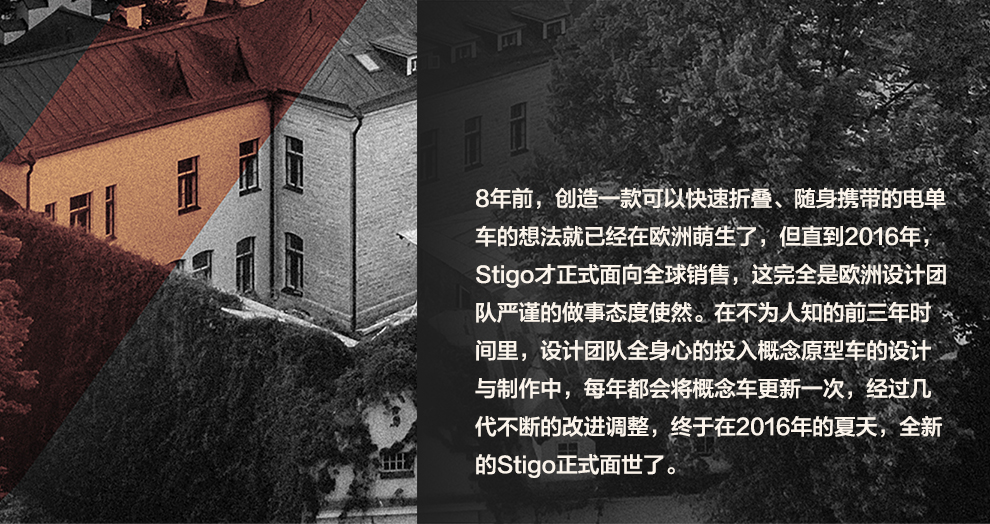 8年前，创造一款可以快速折叠、随身携带的电单
车的想法就已经在欧洲萌生了，但直到2016年，
Stigo才正式面向全球销售，这完全是欧洲设计团
队严谨的做事态度使然。在不为人知的前三年时
间里，设计团队全身心的投入概念原型车的设计
与制作中，每年都会将概念车更新一次，经过几
代不断的改进调整，终于在2016年的夏天，全新
的Stigo正式面世了。